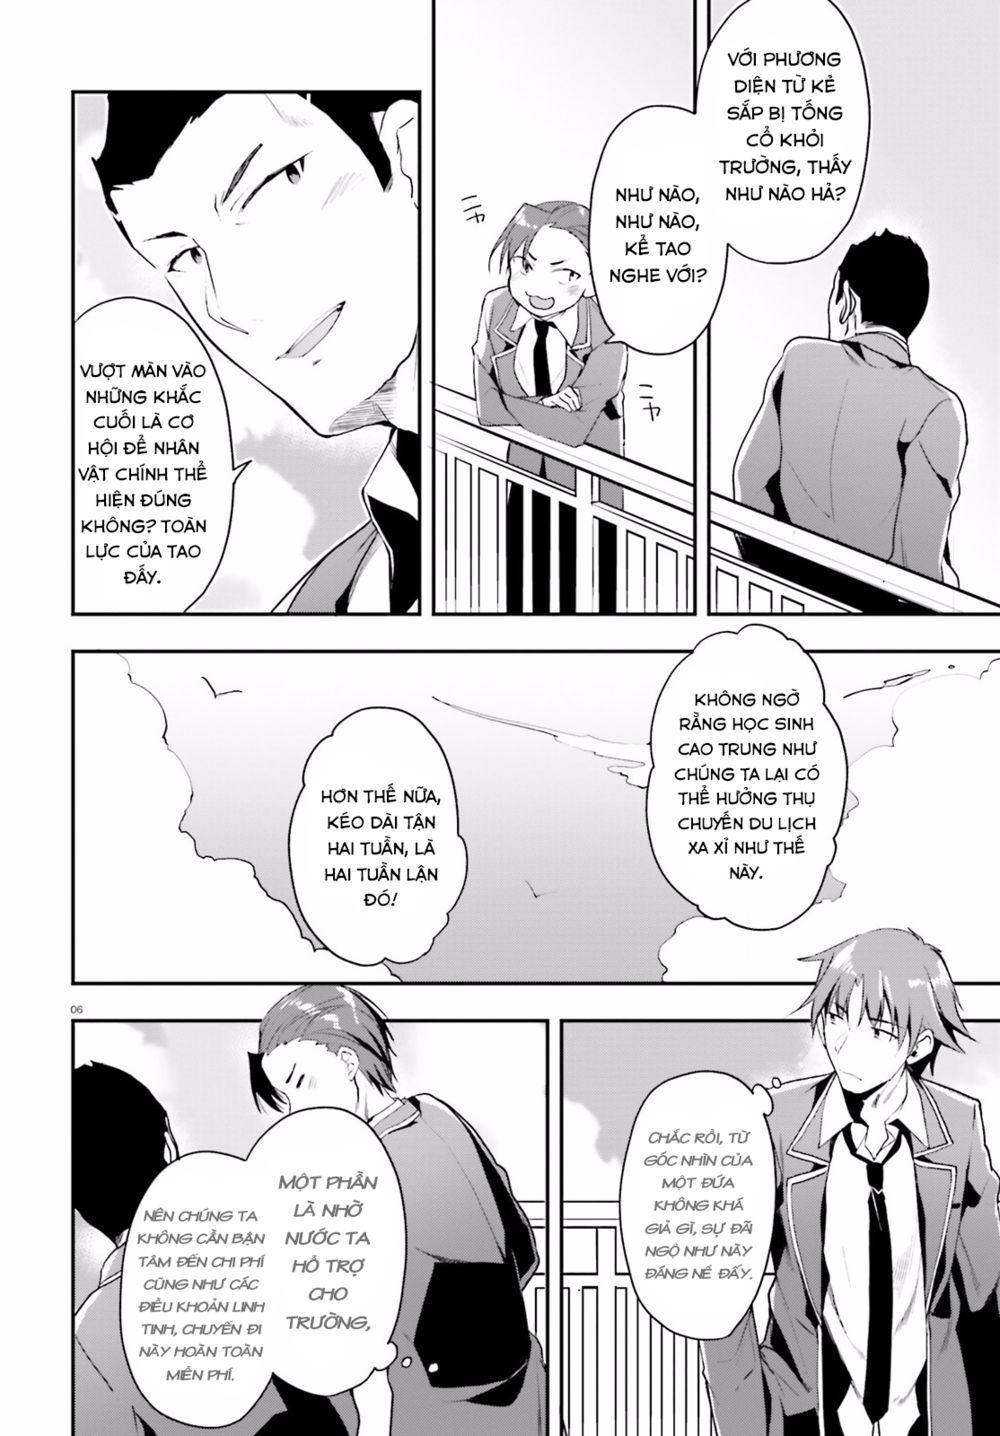 VỚI PHƯƠNG
DIỆN TỪ KẺ
SẮP BỊ TỐNG
CỔ KHỎI
TRƯỜNG, THẤY
NHƯ NÀO HẢ?
NHƯ NÀO,
NHƯ NÀO,
KỂ TAO
NGHE VỚI?
ニヤ
ニヤ
VƯỢT MÀN VÀO
NHỮNG KHẮC
CUỐI LÀ CƠ
HỘI ĐỂ NHÂN
VẬT CHÍNH THỂ
HIỆN ĐÚNG
KHÔNG? TOÀN
LỰC CỦA TAO
ĐẤY.
KHÔNG NGỜ
RẰNG HỌC SINH
CAO TRUNG NHƯ
CHÚNG TA LẠI CÓ
THỂ HƯỞNG THỤ
CHUYẾN DU LỊCH
XA XỈ NHƯ THẾ
NÀY.
HƠN THẾ NỮA,
KÉO DÀI TẬN
HAI TUẦN, LÀ
HAI TUẦN LẬN
ĐÓ!
06
CHẮC RỒI, TỪ
GÓC NHÌN CỦA
MỘT ĐỨA
KHÔNG KHÁ
GIẢ GÌ, SỰ ĐÃI
NGỘ NHƯ NÀY
ĐÁNG NỂ ĐẤY.
MỘT PHẦN
LÀ NHỜ
NƯỚC TA
HỖ TRỢ
CHO
TRƯỜNG,
NÊN CHÚNG TA
KHÔNG CẦN BẬN
TÂM ĐẾN CHI PHÍ
CŨNG NHƯ CÁC
ĐIỀU KHOẢN LINH
TINH, CHUYẾN ĐI
NÀY HOÀN TOÀN
MIỄN PHÍ.